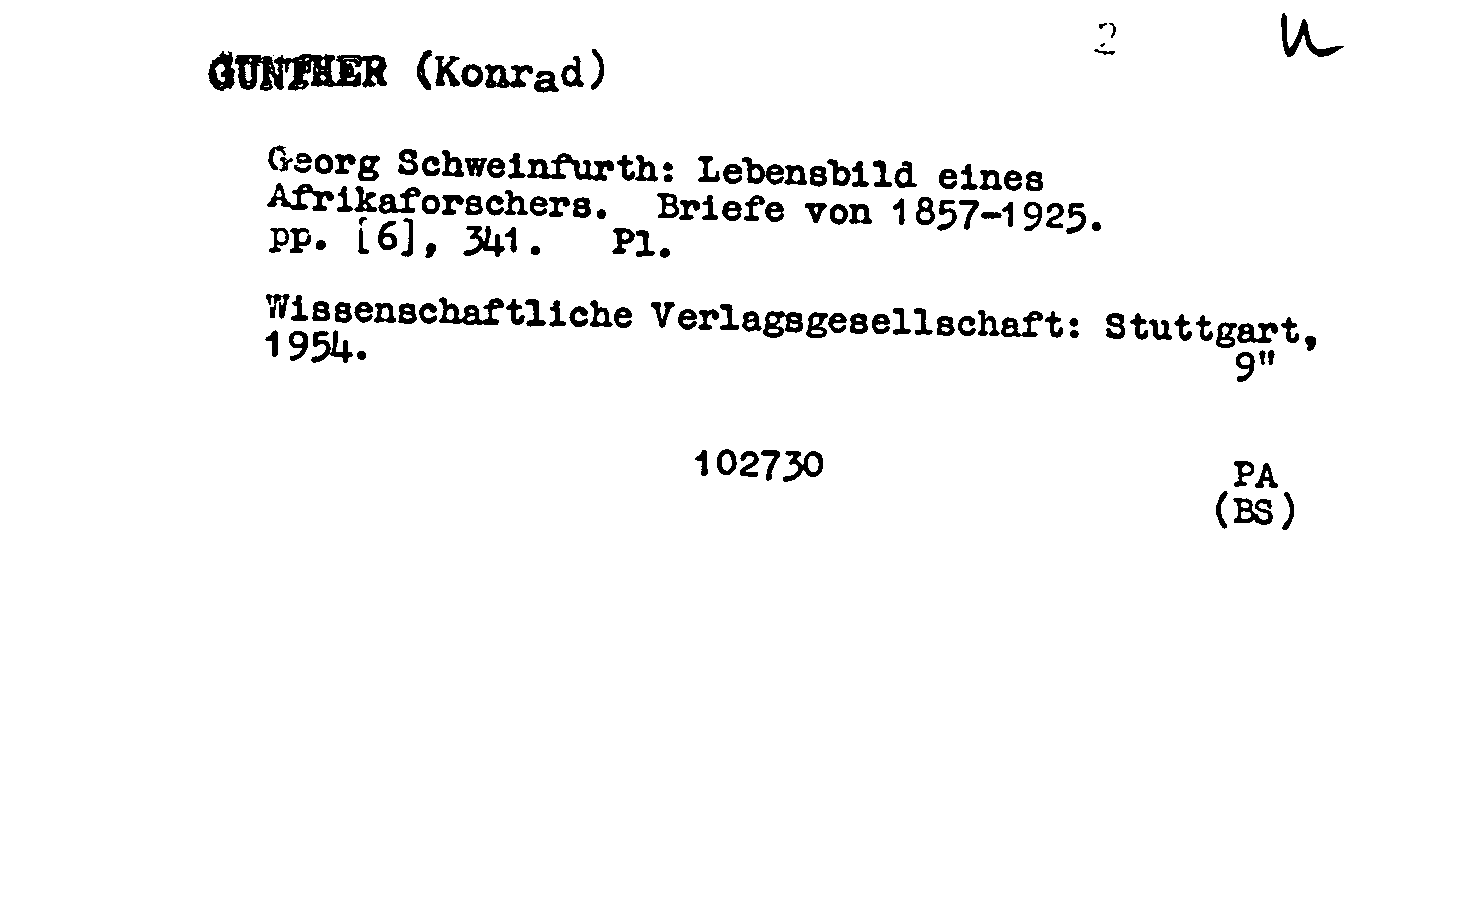 2 u
GUNTHER (Konrad)
Georg Schweinfurth: Lebensbild eines
Afrikaforschers. Briefe von 1857-1925.
pp. [6], 341. Pl.
Wissenschaftliche Verlagsgesellschaft: Stuttgart,
1954.
9"
102730
PA
(BS)